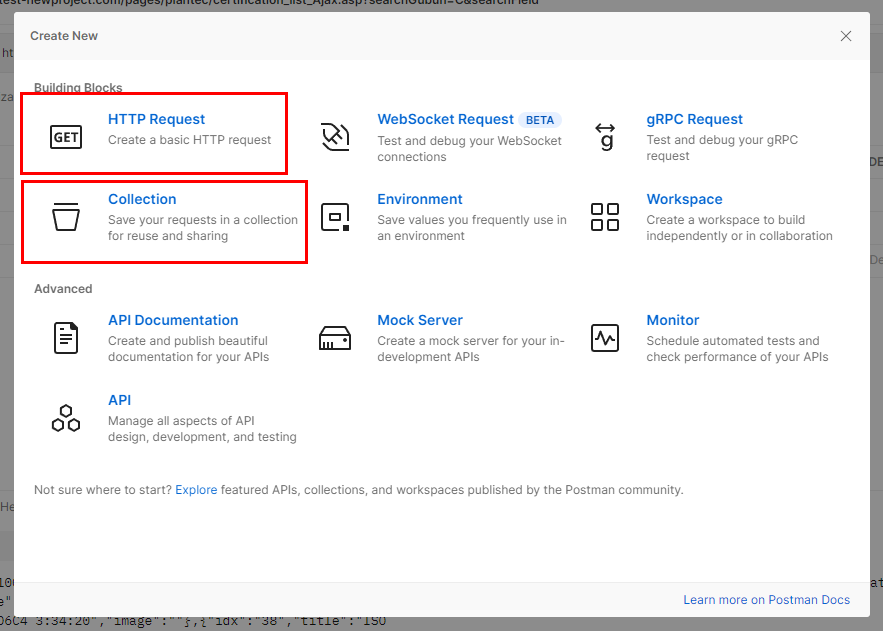 test-newproject.com/pages/plantec/certification_list_Ajax.asp?searchGubun=C&searchField
Create New
ht
Building Blocks
za
HTTP Request
Create a basic HTTP request
GET
WebSocket Request BETA
Test and debug your WebSocket
connections
gRPC Request
Test and debug your gRPC
request
g
DE
Collection
Save your requests in a collection
for reuse and sharing
Environment
Save values you frequently use in
an environment
Workspace
Create a workspace to build
independently or in collaboration
De
Advanced
API Documentation
Create and publish beautiful
documentation for your APIs
Mock Server
Create a mock server for your in-
development APIs
Monitor
Schedule automated tests and
check performance of your APIs
API
Manage all aspects of API
design, development, and testing
Not sure where to start? Explore featured APIs, collections, and workspaces published by the Postman community.
He
100
at
e"
Learn more on Postman Docs
06C4 3:34:20","image":""},{"idx":"38","title":"ISO